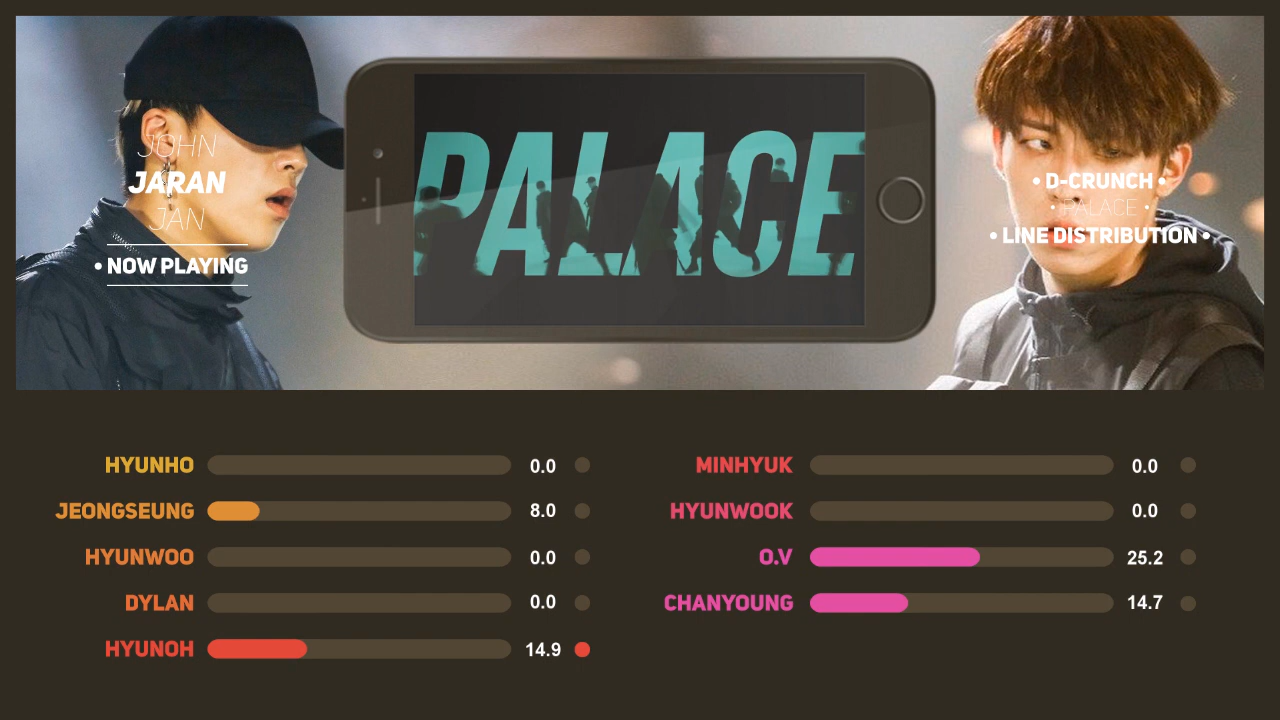 JOHN
JARAN
JAN
• NOW PLAYING
PALACE
• D-CRUNCH •
• PALACE •
• LINE DISTRIBUTION •
HYUNHO 0.0
JEONGSEUNG 8.0
HYUNWOO 0.0
DYLAN 0.0
HYUNOH 14.9
MINHYUK 0.0
HYUNWOOK 0.0
O.V 25.2
CHANYOUNG 14.7